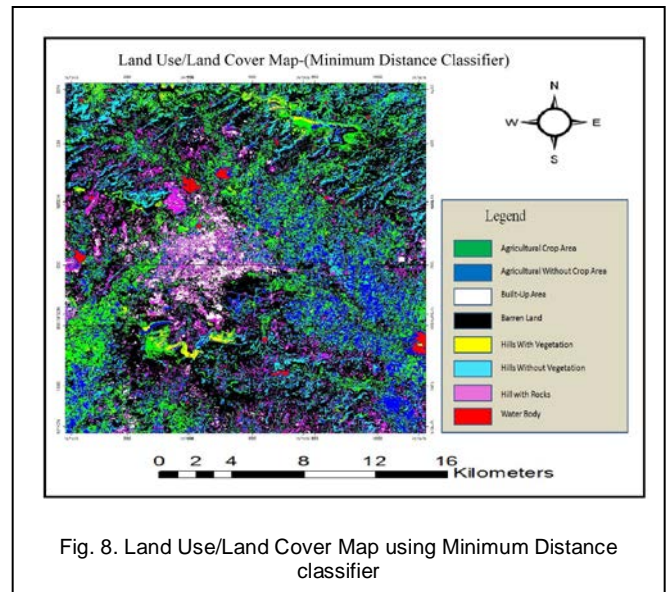 Land Use/Land Cover Map-(Minimum Distance Classifier)
N
W E
S
Legend
Agricultural Crop Area
Agricultural Without Crop Area
Built-Up Area
Barren Land
Hills With Vegetation
Hills Without Vegetation
Hill with Rocks
Water Body
0 2 4 8 12 16
Kilometers
Fig. 8. Land Use/Land Cover Map using Minimum Distance
classifier